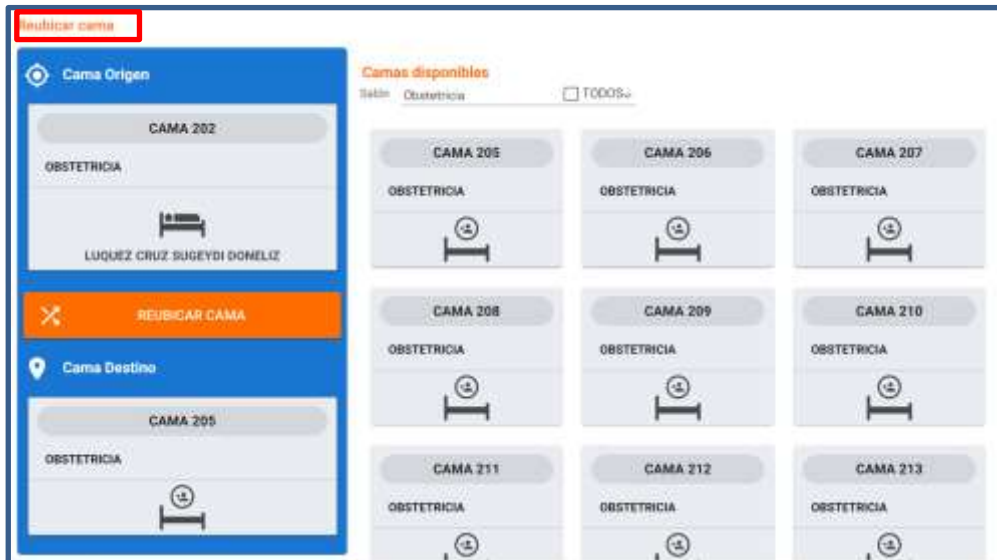 Reubicar cama
Cama Origen
CAMA 202
OBSTETRICIA
LUQUEZ CRUZ SUGEYDI DONELIZ
REUBICAR CAMA
Cama Destino
CAMA 205
OBSTETRICIA
Camas disponibles
Salón Obstetricia TODOS
CAMA 205 CAMA 206 CAMA 207
OBSTETRICIA OBSTETRICIA OBSTETRICIA
CAMA 208 CAMA 209 CAMA 210
OBSTETRICIA OBSTETRICIA OBSTETRICIA
CAMA 211 CAMA 212 CAMA 213
OBSTETRICIA OBSTETRICIA OBSTETRICIA